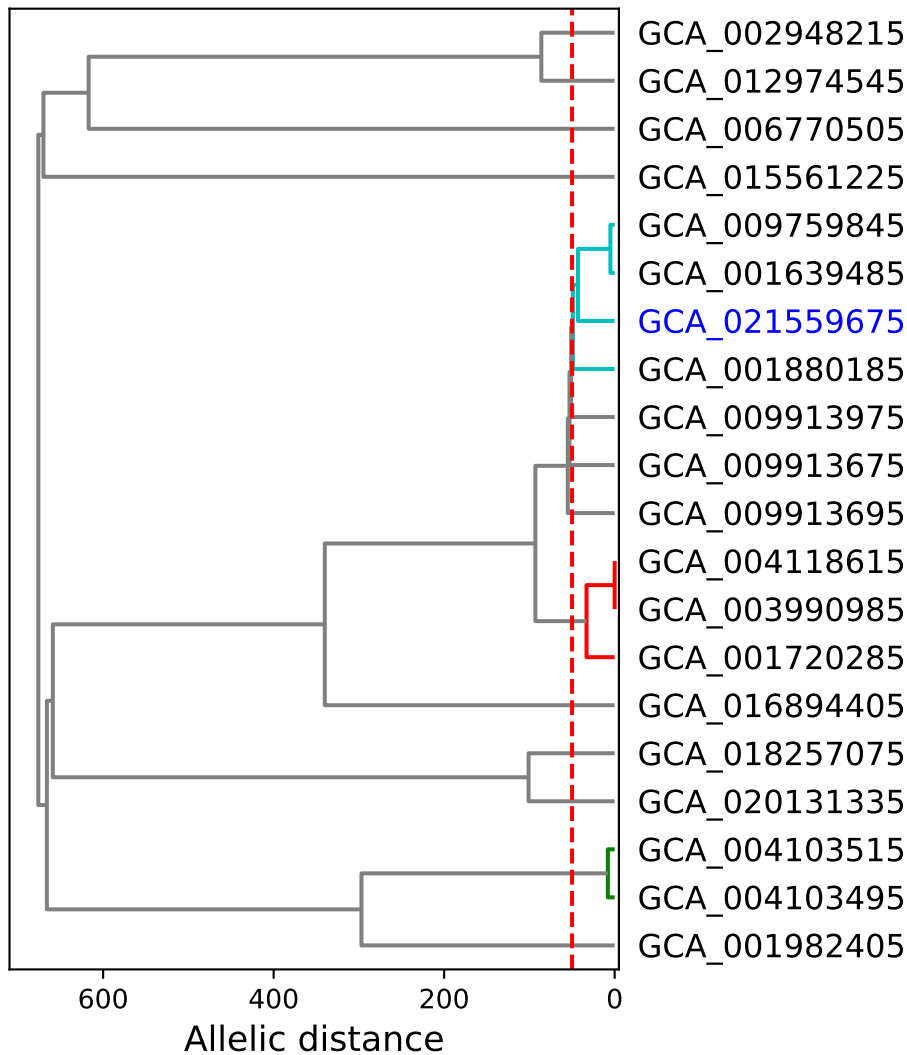 GCA_002948215
GCA_012974545
GCA_006770505
GCA_015561225
GCA_009759845
GCA_001639485
GCA_021559675
GCA_001880185
GCA_009913975
GCA_009913675
GCA_009913695
GCA_004118615
GCA_003990985
GCA_001720285
GCA_016894405
GCA_018257075
GCA_020131335
GCA_004103515
GCA_004103495
GCA_001982405
600 400 200 0
Allelic distance